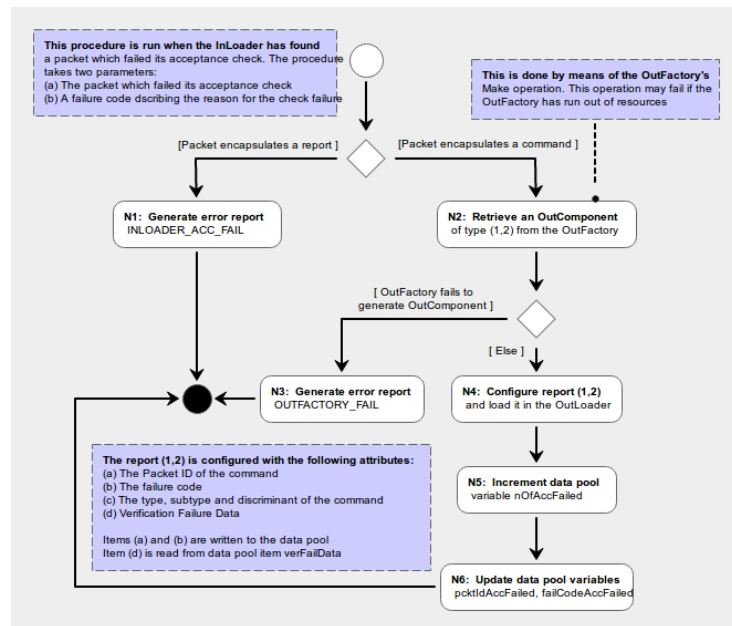 This procedure is run when the InLoader has found
a packet which failed its acceptance check. The procedure
takes two parameters:
(a) The packet which failed its acceptance check
(b) A failure code dscribing the reason for the check failure
This is done by means of the OutFactory's
Make operation. This operation may fail if the
OutFactory has run out of resources
[Packet encapsulates a report ]
[Packet encapsulates a command ]
N1: Generate error report
INLOADER_ACC_FAIL
N2: Retrieve an OutComponent
of type (1,2) from the OutFactory
[ OutFactory fails to
generate OutComponent ]
[ Else ]
N3: Generate error report
OUTFACTORY_FAIL
N4: Configure report (1,2)
and load it in the OutLoader
The report (1,2) is configured with the following attributes:
(a) The Packet ID of the command
(b) The failure code
(c) The type, subtype and discriminant of the command
(d) Verification Failure Data
Items (a) and (b) are written to the data pool
Item (d) is read from data pool item verFailData
N5: Increment data pool
variable nOfAccFailed
N6: Update data pool variables
pcktIdAccFailed, failCodeAccFailed